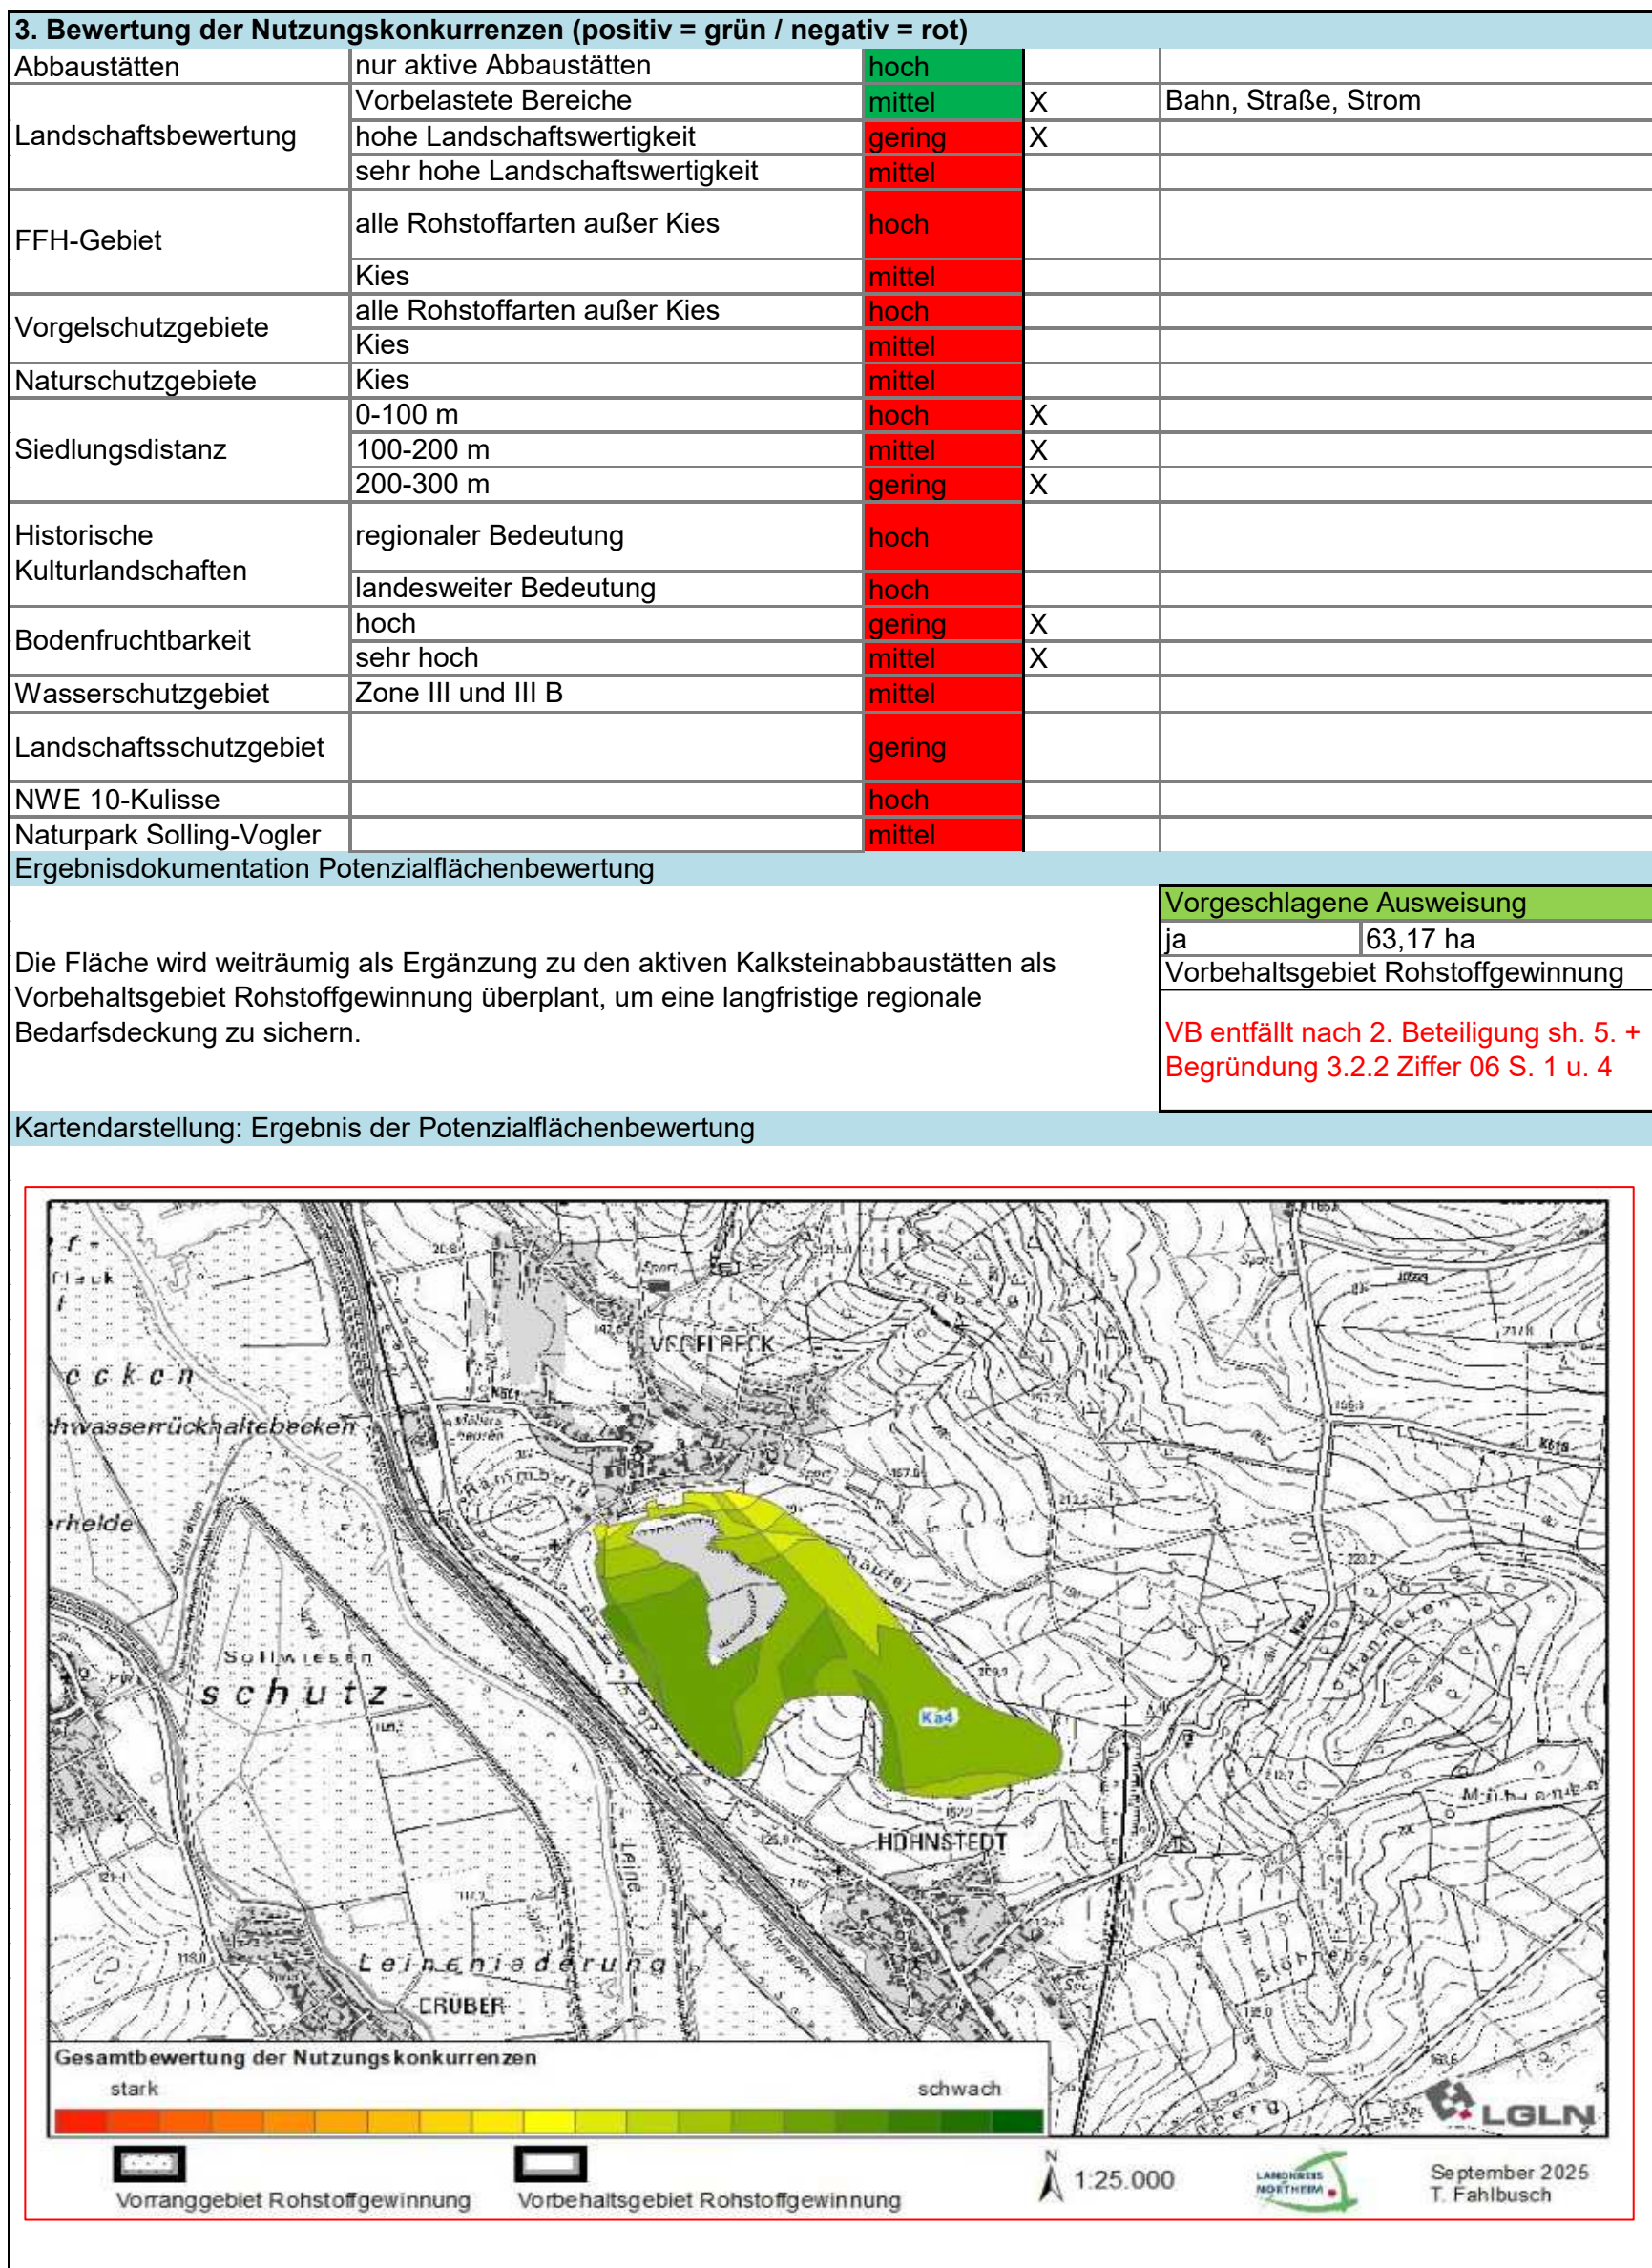 3. Bewertung der Nutzungskonkurrenzen (positiv = grün / negativ = rot)
Abbaustätten nur aktive Abbaustätten hoch
Landschaftsbewertung
Vorbelastete Bereiche mittel X Bahn, Straße, Strom
hohe Landschaftswertigkeit gering X
sehr hohe Landschaftswertigkeit mittel
FFH-Gebiet
alle Rohstoffarten außer Kies hoch
Kies mittel
Vorgelschutzgebiete
alle Rohstoffarten außer Kies hoch
Kies mittel
Naturschutzgebiete Kies mittel
Siedlungsdistanz
0-100 m hoch X
100-200 m mittel X
200-300 m gering X
Historische
Kulturlandschaften
regionaler Bedeutung hoch
landesweiter Bedeutung hoch
Bodenfruchtbarkeit
hoch gering X
sehr hoch mittel X
Wasserschutzgebiet Zone III und III B mittel
Landschaftsschutzgebiet gering
NWE 10-Kulisse hoch
Naturpark Solling-Vogler mittel
Ergebnisdokumentation Potenzialflächenbewertung
Die Fläche wird weiträumig als Ergänzung zu den aktiven Kalksteinabbaustätten als
Vorbehaltsgebiet Rohstoffgewinnung überplant, um eine langfristige regionale
Bedarfsdeckung zu sichern.
Vorgeschlagene Ausweisung
ja 63,17 ha
Vorbehaltsgebiet Rohstoffgewinnung
VB entfällt nach 2. Beteiligung sh. 5. +
Begründung 3.2.2 Ziffer 06 S. 1 u. 4
Kartendarstellung: Ergebnis der Potenzialflächenbewertung
hwasserrückhaltebecken
rhelde
Sollwiesen
schutz-
Ka4
HOHNSTEDT
Leine
Leineniederung
Gesamtbewertung der Nutzungskonkurrenzen
stark schwach
LGLN
Vorranggebiet Rohstoffgewinnung
Vorbehaltsgebiet Rohstoffgewinnung
N
1:25.000
LANDKREIS
NORTHEIM
September 2025
T. Fahlbusch